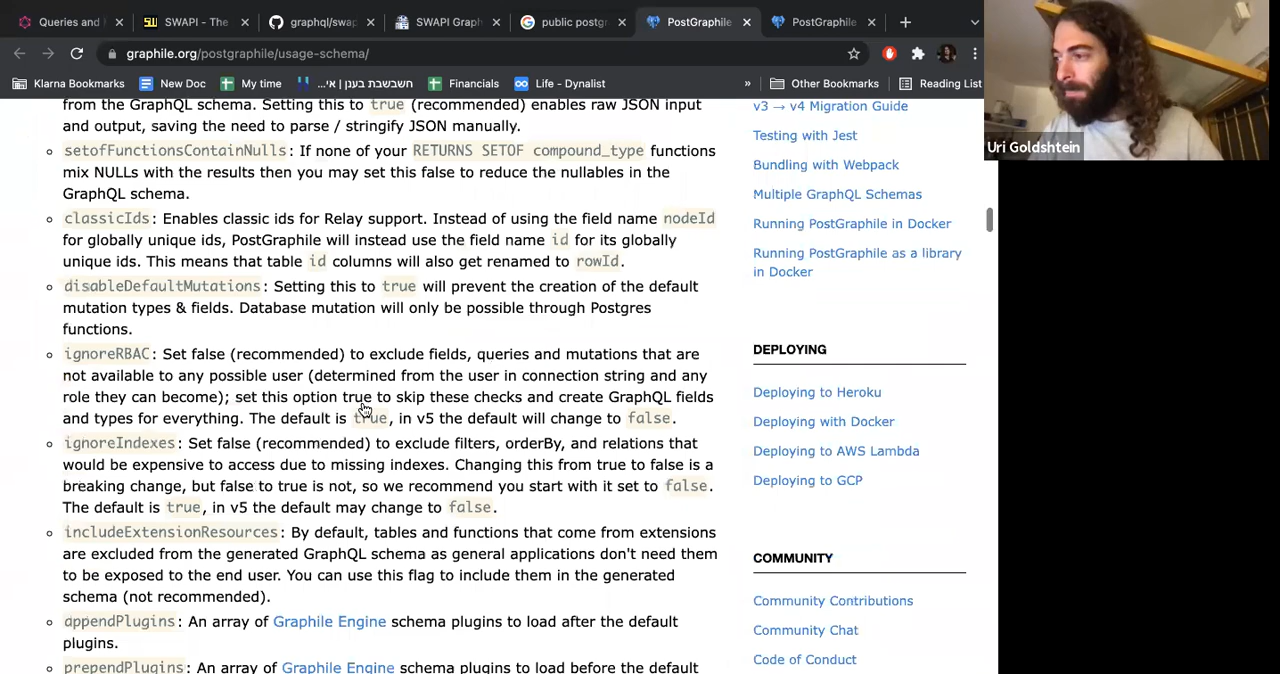 Queries and
SWAPI - The
graphql/swap
SWAPI Graph
public postgr
PostGraphile
PostGraphile
graphile.org/postgraphile/usage-schema/
Klarna Bookmarks
New Doc
My time
חשבשבת בענן | אי...
Financials
Life - Dynalist
»
Other Bookmarks
Reading List
Uri Goldshtein
from the GraphQL schema. Setting this to true (recommended) enables raw JSON input
and output, saving the need to parse / stringify JSON manually.
setofFunctionsContainNulls: If none of your RETURNS SETOF compound_type functions
mix NULLs with the results then you may set this false to reduce the nullables in the
GraphQL schema.
classicIds: Enables classic ids for Relay support. Instead of using the field name nodeId
for globally unique ids, PostGraphile will instead use the field name id for its globally
unique ids. This means that table id columns will also get renamed to rowId.
disableDefaultMutations: Setting this to true will prevent the creation of the default
mutation types & fields. Database mutation will only be possible through Postgres
functions.
ignoreRBAC: Set false (recommended) to exclude fields, queries and mutations that are
not available to any possible user (determined from the user in connection string and any
role they can become); set this option true to skip these checks and create GraphQL fields
and types for everything. The default is true, in v5 the default will change to false.
ignoreIndexes: Set false (recommended) to exclude filters, orderBy, and relations that
would be expensive to access due to missing indexes. Changing this from true to false is a
breaking change, but false to true is not, so we recommend you start with it set to false.
The default is true, in v5 the default may change to false.
includeExtensionResources: By default, tables and functions that come from extensions
are excluded from the generated GraphQL schema as general applications don't need them
to be exposed to the end user. You can use this flag to include them in the generated
schema (not recommended).
appendPlugins: An array of Graphile Engine schema plugins to load after the default
plugins.
prependPlugins: An array of Graphile Engine schema plugins to load before the default
v3 → v4 Migration Guide
Testing with Jest
Bundling with Webpack
Multiple GraphQL Schemas
Running PostGraphile in Docker
Running PostGraphile as a library
in Docker
DEPLOYING
Deploying to Heroku
Deploying with Docker
Deploying to AWS Lambda
Deploying to GCP
COMMUNITY
Community Contributions
Community Chat
Code of Conduct